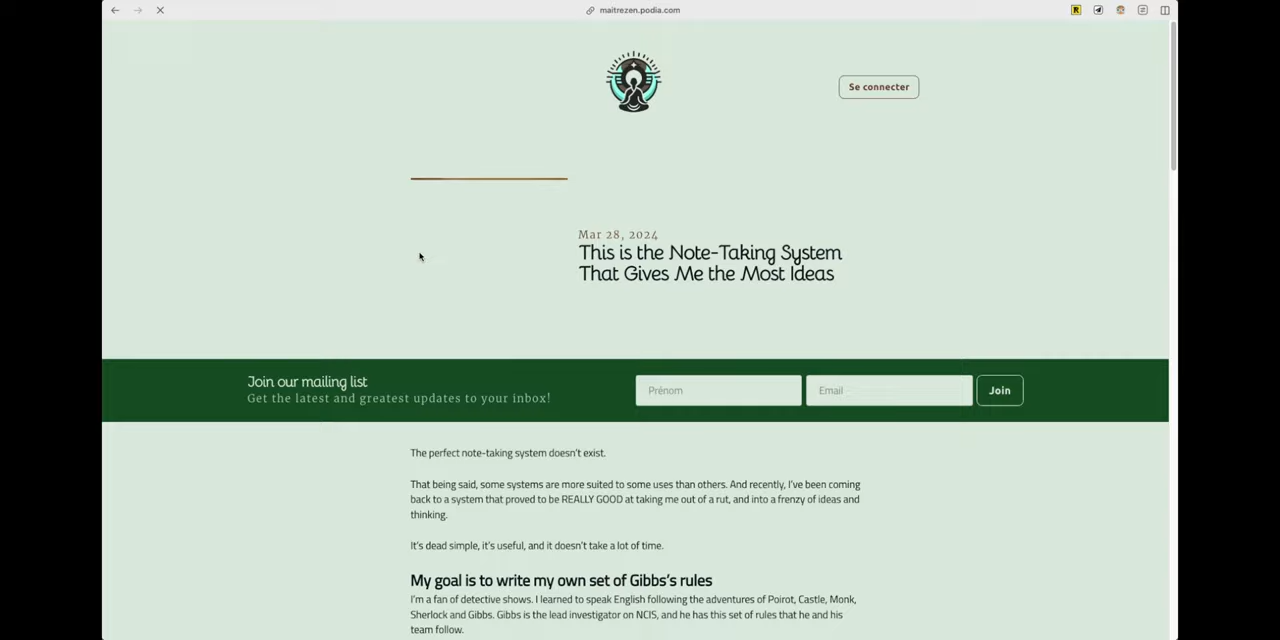 maitrezen.podia.com
Se connecter
Mar 28, 2024
This is the Note-Taking System
That Gives Me the Most Ideas
Join our mailing list
Get the latest and greatest updates to your inbox!
Prénom
Email
Join
The perfect note-taking system doesn't exist.
That being said, some systems are more suited to some uses than others. And recently, I've been coming
back to a system that proved to be REALLY GOOD at taking me out of a rut, and into a frenzy of ideas and
thinking.
It's dead simple, it's useful, and it doesn't take a lot of time.
My goal is to write my own set of Gibbs's rules
I'm a fan of detective shows. I learned to speak English following the adventures of Poirot, Castle, Monk,
Sherlock and Gibbs. Gibbs is the lead investigator on NCIS, and he has this set of rules that he and his
team follow.